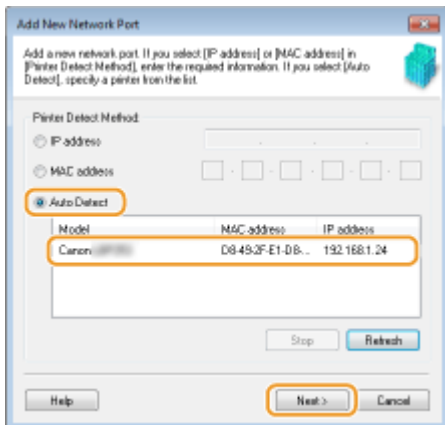 Add New Network Port
Add a new network port. If you select [IP address] or [MAC address] in
[Printer Detect Method], enter the required information. If you select [Auto
Detect], specify a printer from the list.
Printer Detect Method:
IP address
MAC address
Auto Detect
Model MAC address IP address
Canon D8-49-2F-E1-DB-... 192.168.1.24
Stop Refresh
Help Next > Cancel